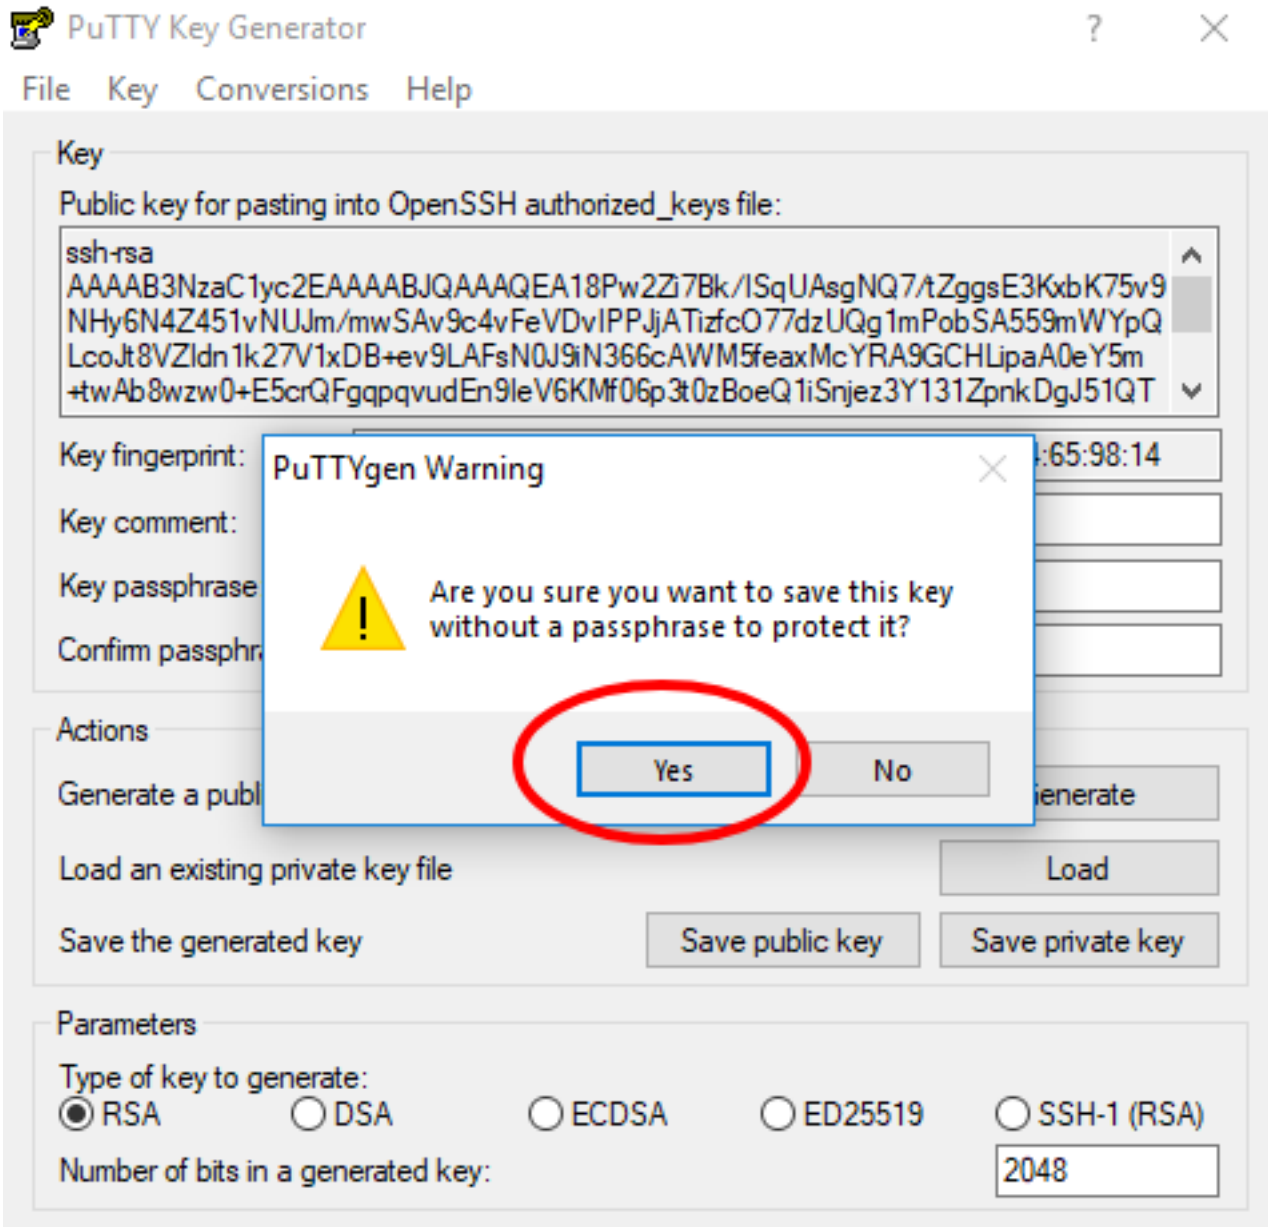 PuTTY Key Generator
?
File Key Conversions Help
Key
Public key for pasting into OpenSSH authorized_keys file:
ssh-rsa
AAAAB3NzaC1yc2EAAAABJQAAAQEA18Pw2Zi7Bk/ISqUAsgNQ7/tZggsE3KxbK75v9
NHy6N4Z451vNUJm/mwSAv9c4vFeVDvIPPJjATizfcO77dzUQg1mPobSA559mWYpQ
LcoJt8VZIdn1k27V1xDB+ev9LAFsN0J9iN366cAWM5feaxMcYRA9GCHLipaA0eY5m
+twAb8wzw0+E5crQFgqpqvudEn9IeV6KMf06p3t0zBoeQ1iSnjez3Y131ZpnkDgJ51QT
Key fingerprint: :65:98:14
PuTTYgen Warning
Key comment:
Key passphrase
Are you sure you want to save this key
without a passphrase to protect it?
Confirm passphra
Actions
Yes No
Generate a publ enerate
Load an existing private key file Load
Save the generated key Save public key Save private key
Parameters
Type of key to generate:
RSA DSA ECDSA ED25519 SSH-1 (RSA)
Number of bits in a generated key: 2048